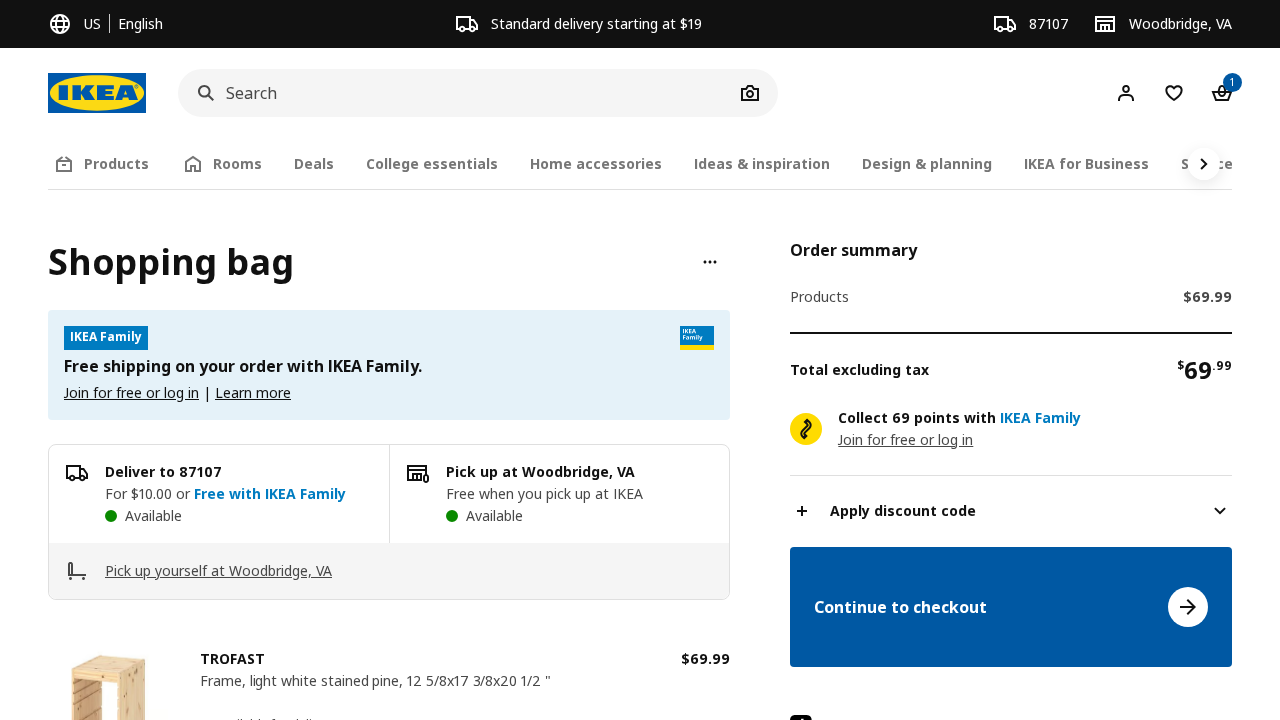 US | English
Standard delivery starting at $19
87107
Woodbridge, VA
IKEA
Search
1
Products
Rooms
Deals
College essentials
Home accessories
Ideas & inspiration
Design & planning
IKEA for Business
Shopping bag
IKEA Family
IKEA
Family
Free shipping on your order with IKEA Family.
Join for free or log in | Learn more
Deliver to 87107
For $10.00 or Free with IKEA Family
Available
Pick up at Woodbridge, VA
Free when you pick up at IKEA
Available
Pick up yourself at Woodbridge, VA
TROFAST
$69.99
Frame, light white stained pine, 12 5/8x17 3/8x20 1/2 "
Order summary
Products
$69.99
Total excluding tax
$69.99
Collect 69 points with IKEA Family
Join for free or log in
Apply discount code
Continue to checkout